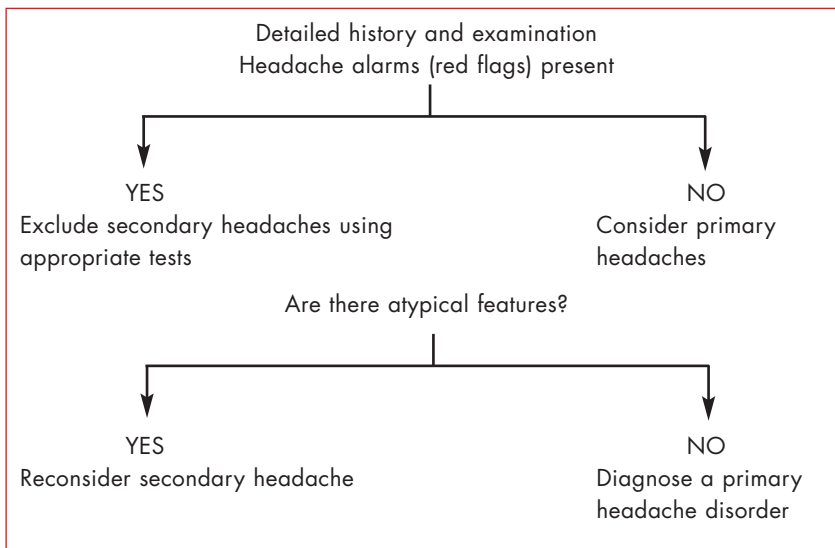 Detailed history and examination
Headache alarms (red flags) present
YES
Exclude secondary headaches using
appropriate tests
NO
Consider primary
headaches
Are there atypical features?
YES
Reconsider secondary headache
NO
Diagnose a primary
headache disorder